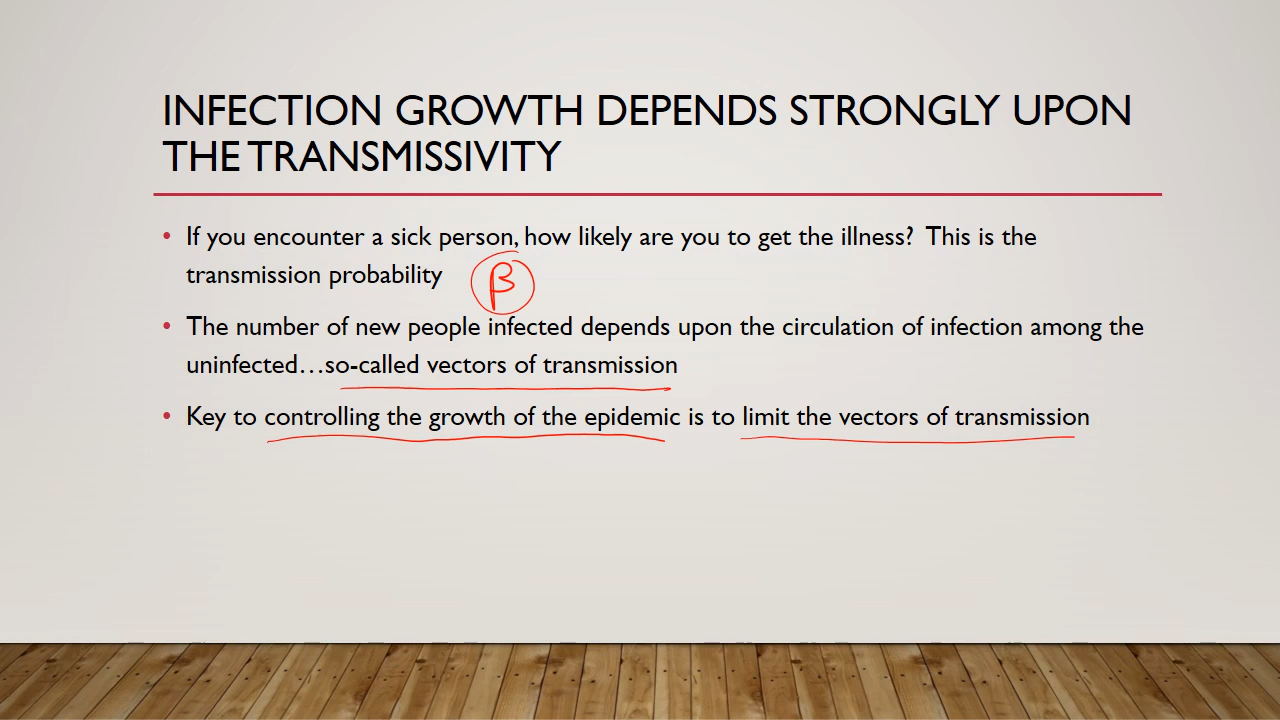 INFECTION GROWTH DEPENDS STRONGLY UPON
THE TRANSMISSIVITY
• If you encounter a sick person, how likely are you to get the illness? This is the
transmission probability
β
• The number of new people infected depends upon the circulation of infection among the
uninfected…so-called vectors of transmission
• Key to controlling the growth of the epidemic is to limit the vectors of transmission